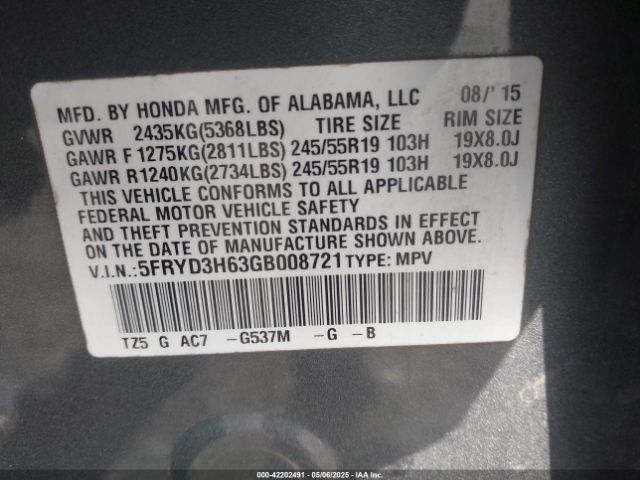 MFD. BY HONDA MFG. OF ALABAMA, LLC 08/'15
GVWR 2435KG(5368LBS) TIRE SIZE RIM SIZE
GAWR F 1275KG(2811LBS) 245/55R19 103H 19X8.0J
GAWR R1240KG(2734LBS) 245/55R19 103H 19X8.0J
THIS VEHICLE CONFORMS TO ALL APPLICABLE
FEDERAL MOTOR VEHICLE SAFETY
AND THEFT PREVENTION STANDARDS IN EFFECT
ON THE DATE OF MANUFACTURE SHOWN ABOVE.
V.I.N.:5FRYD3H63GB008721 TYPE: MPV
TZ5 G AC7 -G537M -G -B
000-42202491 - 05/06/2025 - IAA Inc.